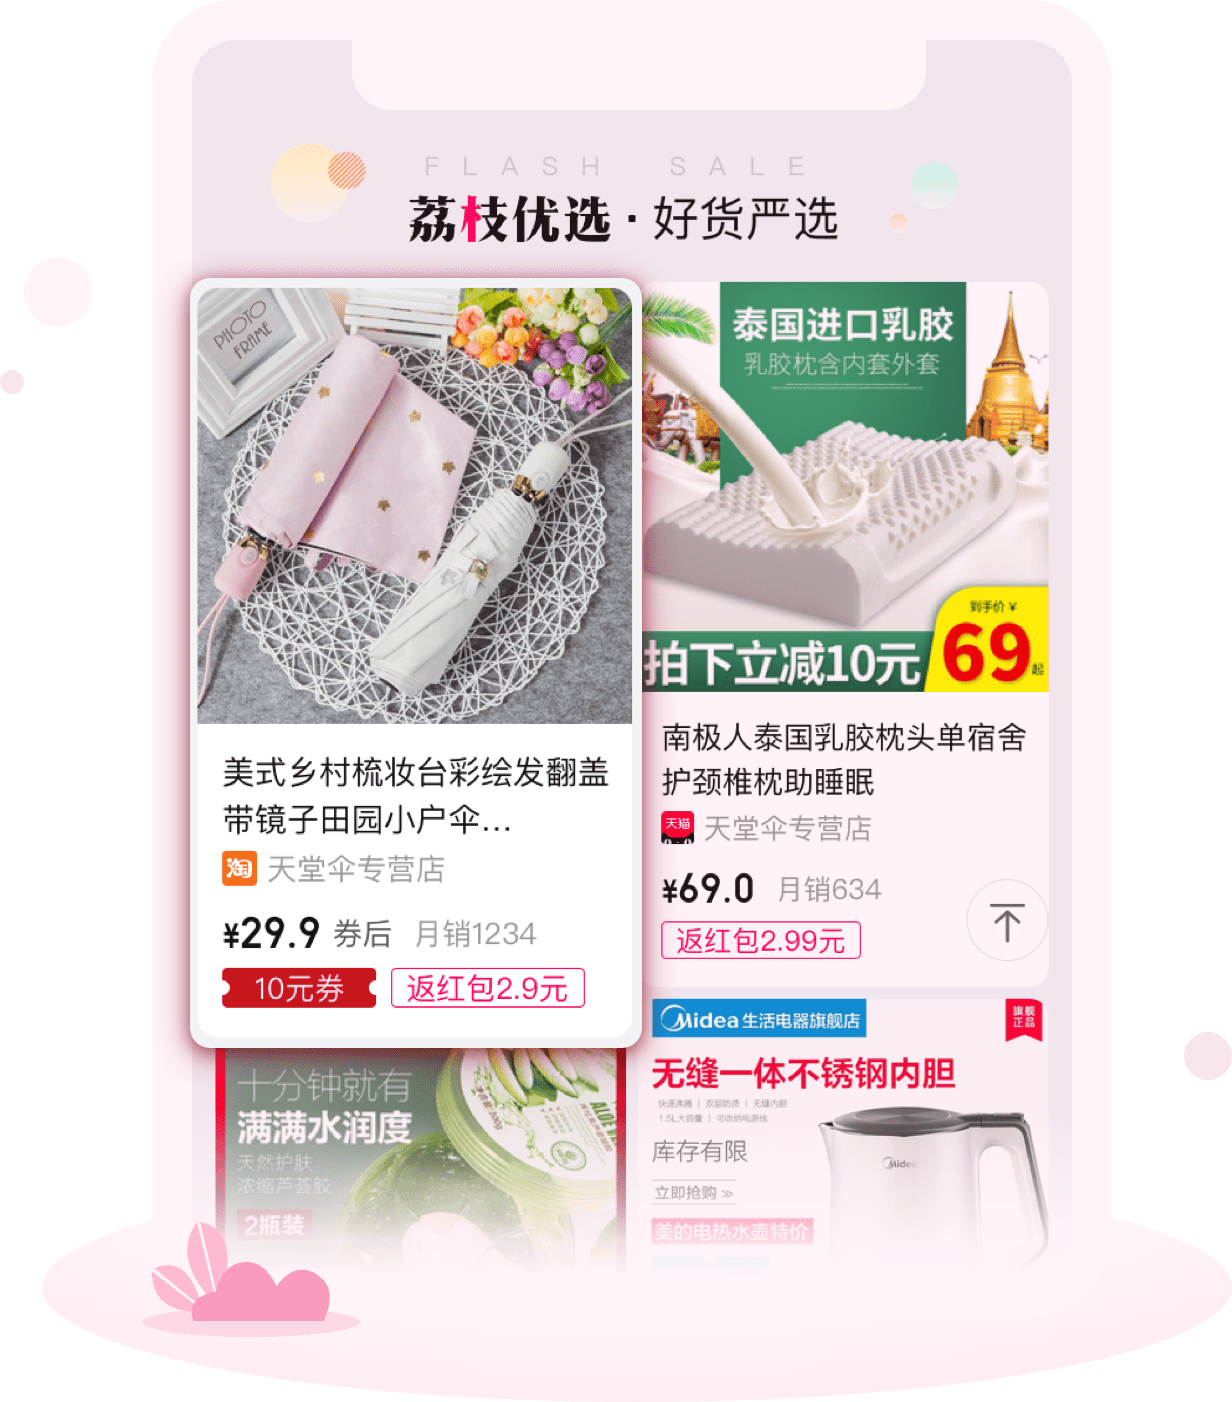 FLASH SALE
荔枝优选·好货严选
PHOTO
FRAME
美式乡村梳妆台彩绘发翻盖
带镜子田园小户伞...
淘 天堂伞专营店
¥29.9 券后 月销1234
10元券 返红包2.9元
泰国进口乳胶
乳胶枕含内套外套
到手价 ¥
69起
拍下立减10元
南极人泰国乳胶枕头单宿舍
护颈椎枕助睡眠
天猫 天堂伞专营店
¥69.0 月销634
返红包2.99元
十分钟就有
满满水润度
天然护肤
浓缩芦荟胶
2瓶装
ALOE
300g
Midea 生活电器旗舰店
旗舰
正品
无缝一体不锈钢内胆
快速沸腾 | 双层防烫 | 无缝内胆
1.5L大容量 | 可收纳电源线
库存有限
立即抢购 >>
美的电热水壶特价
Midea